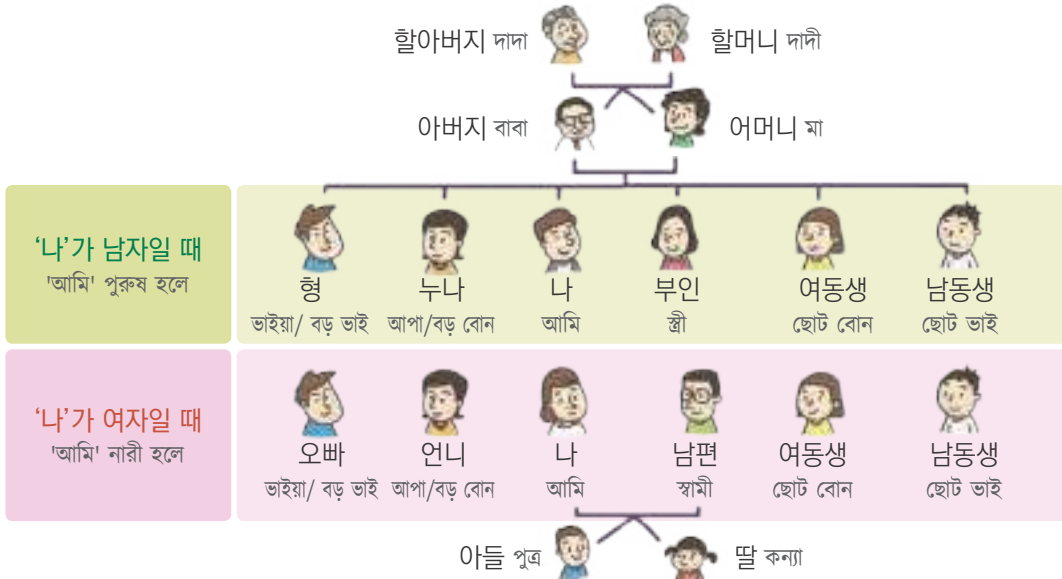 할아버지 দাদা
할머니 দাদী
아버지 বাবা
어머니 মা
‘나’가 남자일 때
'আমি' পুরুষ হলে
형 누나 나 부인 여동생 남동생
ভাইয়া/ বড় ভাই আপা/বড় বোন আমি স্ত্রী ছোট বোন ছোট ভাই
‘나’가 여자일 때
'আমি' নারী হলে
오빠 언니 나 남편 여동생 남동생
ভাইয়া/ বড় ভাই আপা/বড় বোন আমি স্বামী ছোট বোন ছোট ভাই
아들 পুত্র
딸 কন্যা